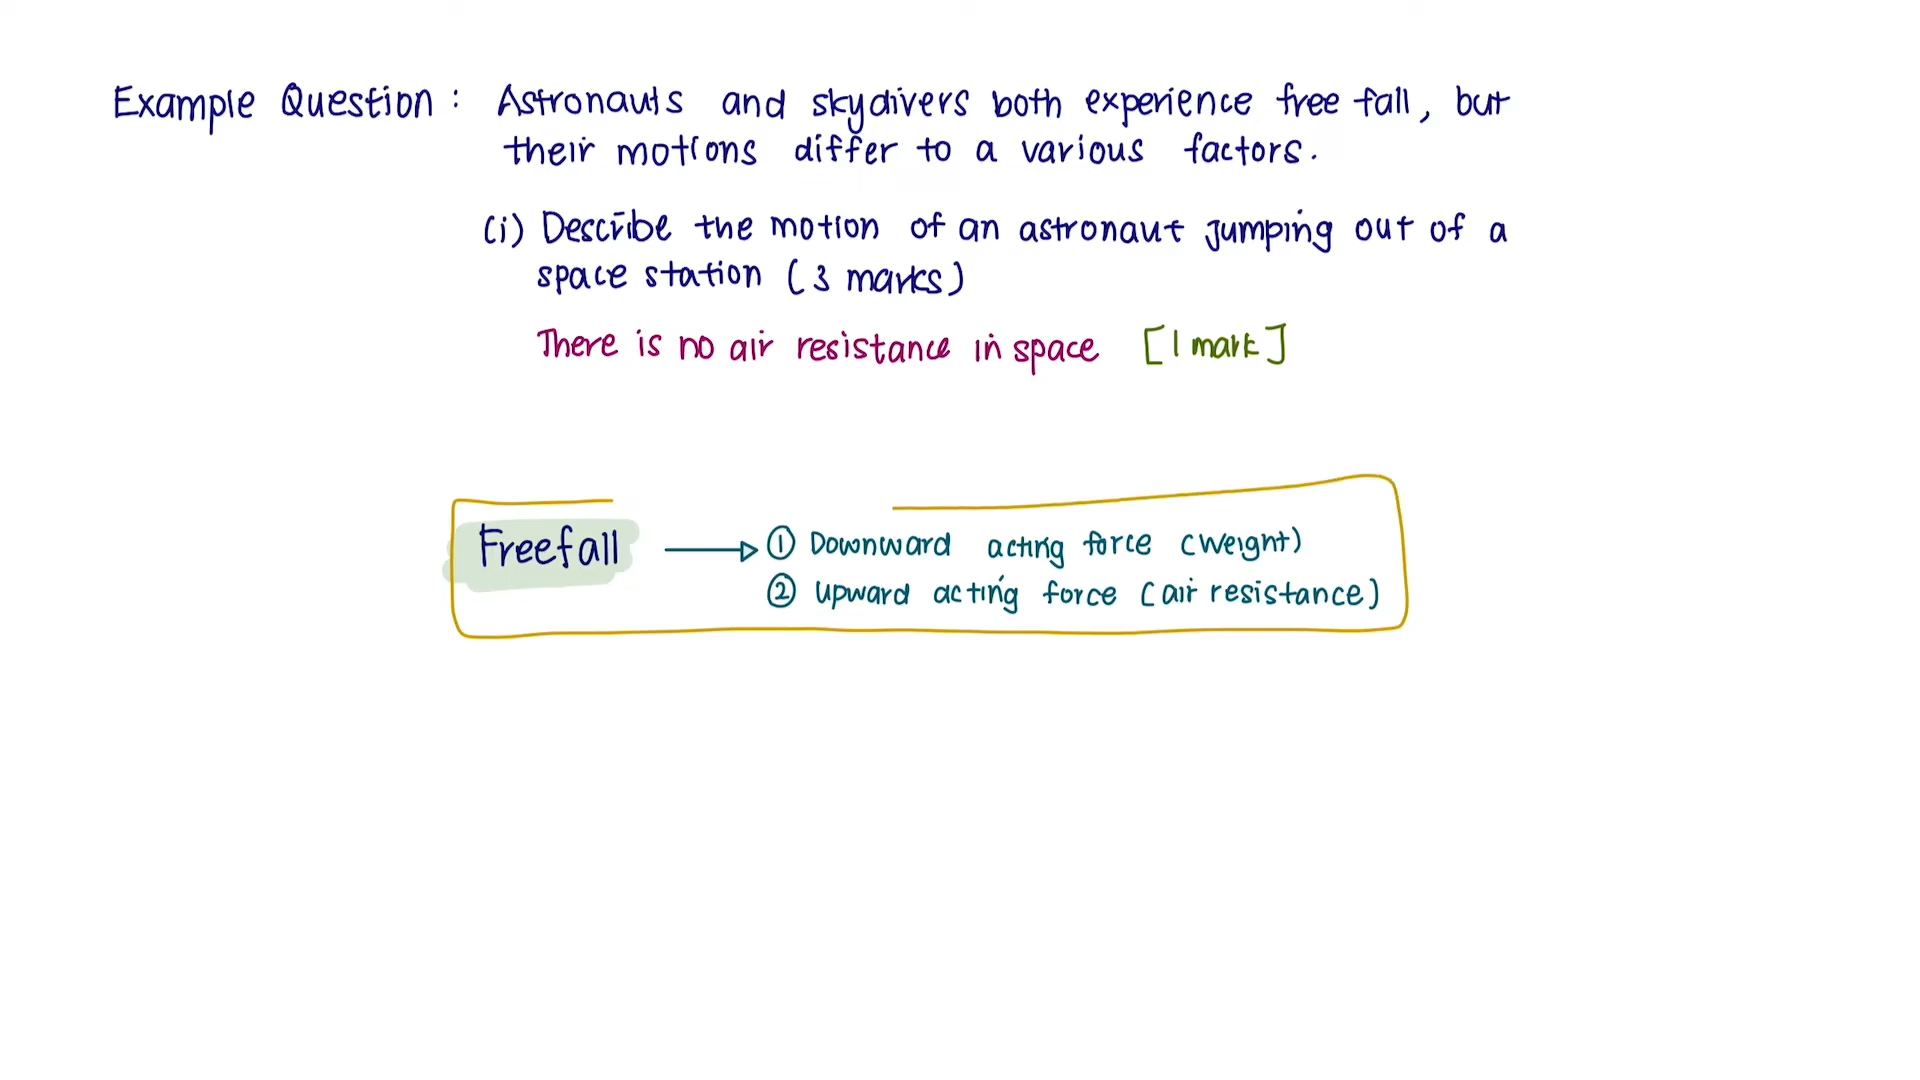 Example Question : Astronauts and skydivers both experience free fall, but
their motions differ to a various factors.
(i) Describe the motion of an astronaut jumping out of a
space station (3 marks)
There is no air resistance in space [1 mark]
Freefall → ① Downward acting force (weight)
② Upward acting force (air resistance)